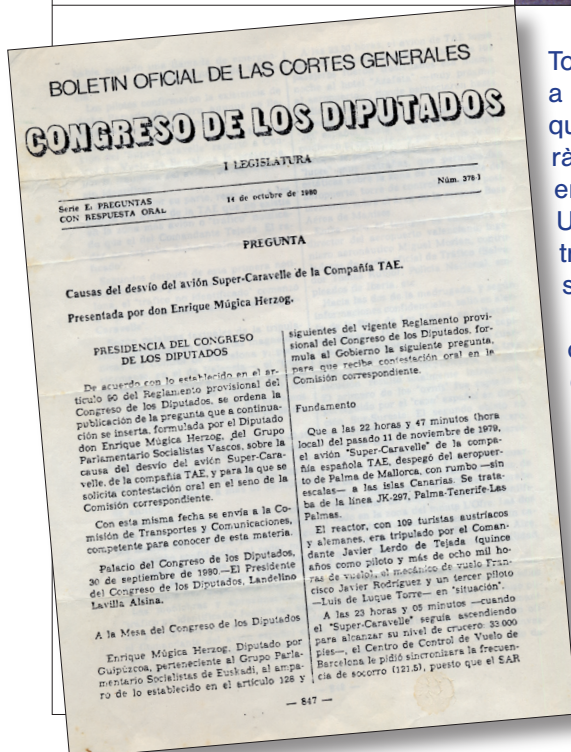 BOLETIN OFICIAL DE LAS CORTES GENERALES
CONGRESO DE LOS DIPUTADOS
I LEGISLATURA
Serie E. PREGUNTAS
CON RESPUESTA ORAL
14 de octubre de 1980
Núm. 378-I
PREGUNTA
Causas del desvío del avión Super-Caravelle de la Compañía TAE.
Presentada por don Enrique Múgica Herzog.
PRESIDENCIA DEL CONGRESO
DE LOS DIPUTADOS
De acuerdo con lo establecido en el ar-
tículo 90 del Reglamento provisional del
Congreso de los Diputados, se ordena la
publicación de la pregunta que a continua-
ción se inserta, formulada por el Diputado
don Enrique Múgica Herzog, del Grupo
Parlamentario Socialistas Vascos, sobre la
causa del desvío del avión Super-Cara-
velle, de la compañía TAE, y para la que se
solicita contestación oral en el seno de la
Comisión correspondiente.
Con esta misma fecha se envía a la Co-
misión de Transportes y Comunicaciones,
competente para conocer de esta materia.
Palacio del Congreso de los Diputados,
30 de septiembre de 1980.—El Presidente
del Congreso de los Diputados, Landelino
Lavilla Alsina.
A la Mesa del Congreso de los Diputados
Enrique Múgica Herzog, Diputado por
Guipúzcoa, perteneciente al Grupo Parla-
mentario Socialistas de Euskadi, al ampa-
ro de lo establecido en el artículo 128 y
siguientes del vigente Reglamento provi-
sional del Congreso de los Diputados, for-
mula al Gobierno la siguiente pregunta,
para que reciba contestación oral en la
Comisión correspondiente.
Fundamento
Que a las 22 horas y 47 minutos (hora
local) del pasado 11 de noviembre de 1979,
el avión "Super-Caravelle" de la compa-
ñía española TAE, despegó del aeropuer-
to de Palma de Mallorca, con rumbo —sin
escalas— a las islas Canarias. Se trata-
ba de la línea JK-297, Palma-Tenerife-Las
Palmas.
El reactor, con 109 turistas austríacos
y alemanes, era tripulado por el Coman-
dante Javier Lerdo de Tejada (quince
años como piloto y más de ocho mil ho-
ras de vuelo), el mecánico de vuelo Fran-
cisco Javier Rodríguez y un tercer piloto
—Luis de Luque Torre— en "situación".
A las 23 horas y 05 minutos —cuando
el "Super-Caravelle" seguía ascendiendo
para alcanzar su nivel de crucero: 33.000
pies—, el Centro de Control de Vuelo de
Barcelona le pidió sincronizara la frecuen-
cia de socorro (121.5), puesto que el SAR
— 847 —
To
a
qu
rà
en
U
tr
s